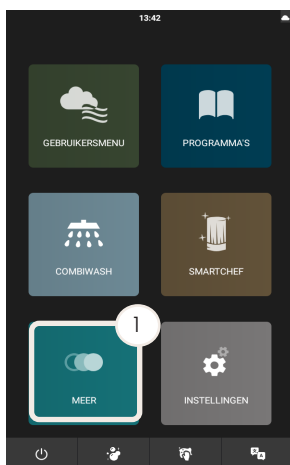 13:42
GEBRUIKERSMENU
PROGRAMMA'S
COMBIWASH
SMARTCHEF
1
MEER
INSTELLINGEN